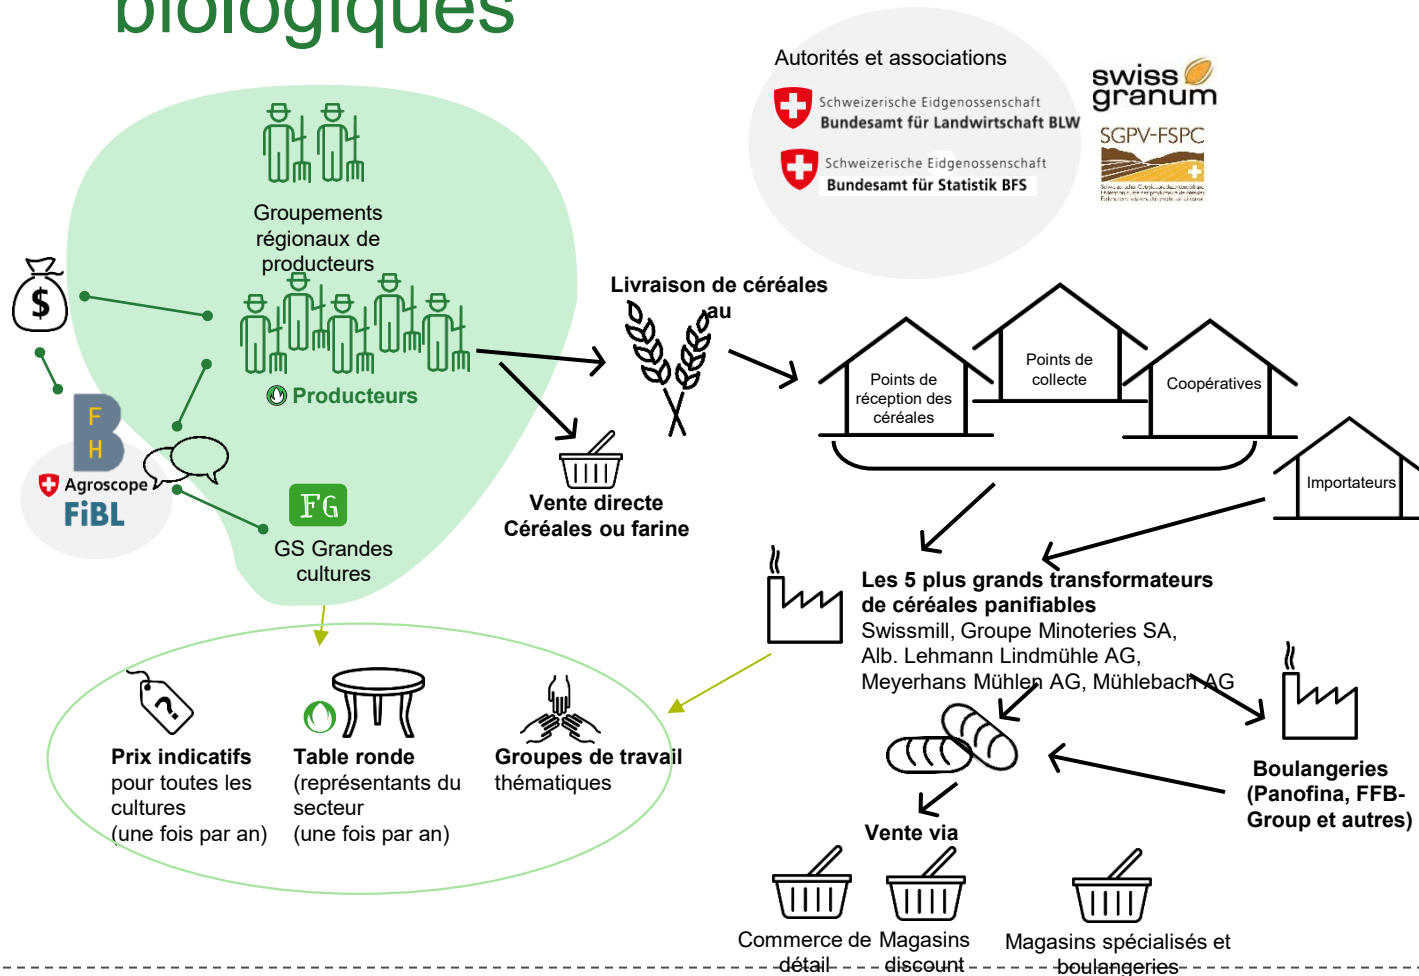 biologiques
Autorités et associations
Schweizerische Eidgenossenschaft
Bundesamt für Landwirtschaft BLW
Schweizerische Eidgenossenschaft
Bundesamt für Statistik BFS
swiss
granum
SGPV-FSPC
Groupements
régionaux de
producteurs
$
Producteurs
Livraison de céréales
au
Points de
réception des
céréales
Points de
collecte
Coopératives
Importateurs
B
F
H
Agroscope
FiBL
Vente directe
Céréales ou farine
FG
GS Grandes
cultures
Les 5 plus grands transformateurs
de céréales panifiables
Swissmill, Groupe Minoteries SA,
Alb. Lehmann Lindmühle AG,
Meyerhans Mühlen AG, Mühlebach AG
?
Prix indicatifs
pour toutes les
cultures
(une fois par an)
Table ronde
(représentants du
secteur
(une fois par an)
Groupes de travail
thématiques
Boulangeries
(Panofina, FFB-
Group et autres)
Vente via
Commerce de
détail
Magasins
discount
Magasins spécialisés et
boulangeries